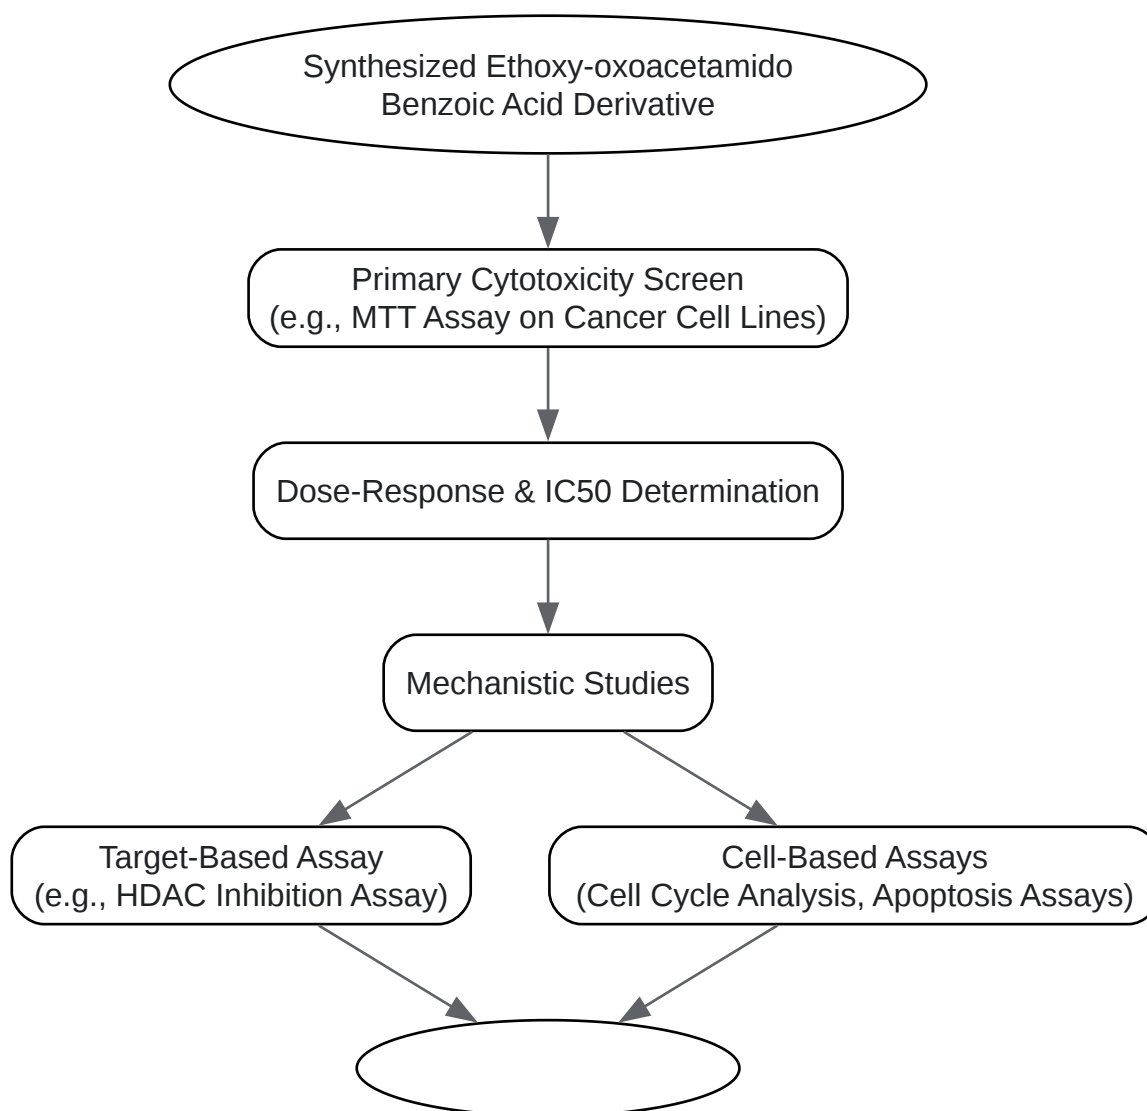 Synthesized Ethoxy-oxoacetamido
Benzoic Acid Derivative
Primary Cytotoxicity Screen
(e.g., MTT Assay on Cancer Cell Lines)
Dose-Response & IC50 Determination
Mechanistic Studies
Target-Based Assay
(e.g., HDAC Inhibition Assay)
Cell-Based Assays
(Cell Cycle Analysis, Apoptosis Assays)